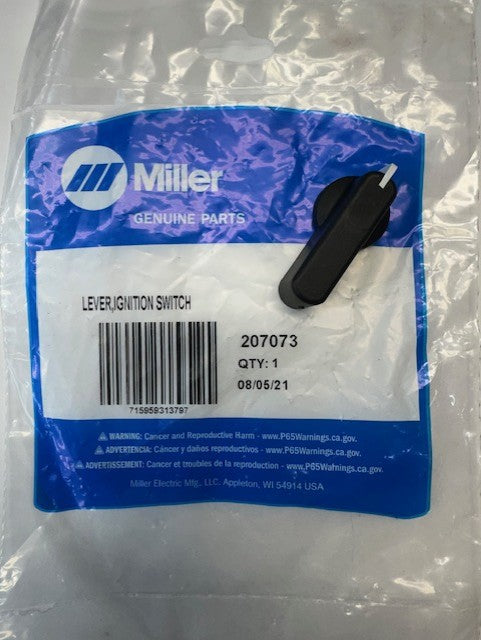 Miller
GENUINE PARTS
LEVER,IGNITION SWITCH
207073
QTY: 1
08/05/21
715959313797
WARNING: Cancer and Reproductive Harm - www.P65Warnings.ca.gov.
ADVERTENCIA: Cáncer y daños reproductivos - www.P65Warnings.ca.gov.
ADVERTISSEMENT: Cancer et troubles de la reproduction - www.P65Warnings.ca.gov.
Miller Electric Mfg., LLC. Appleton, WI 54914 USA